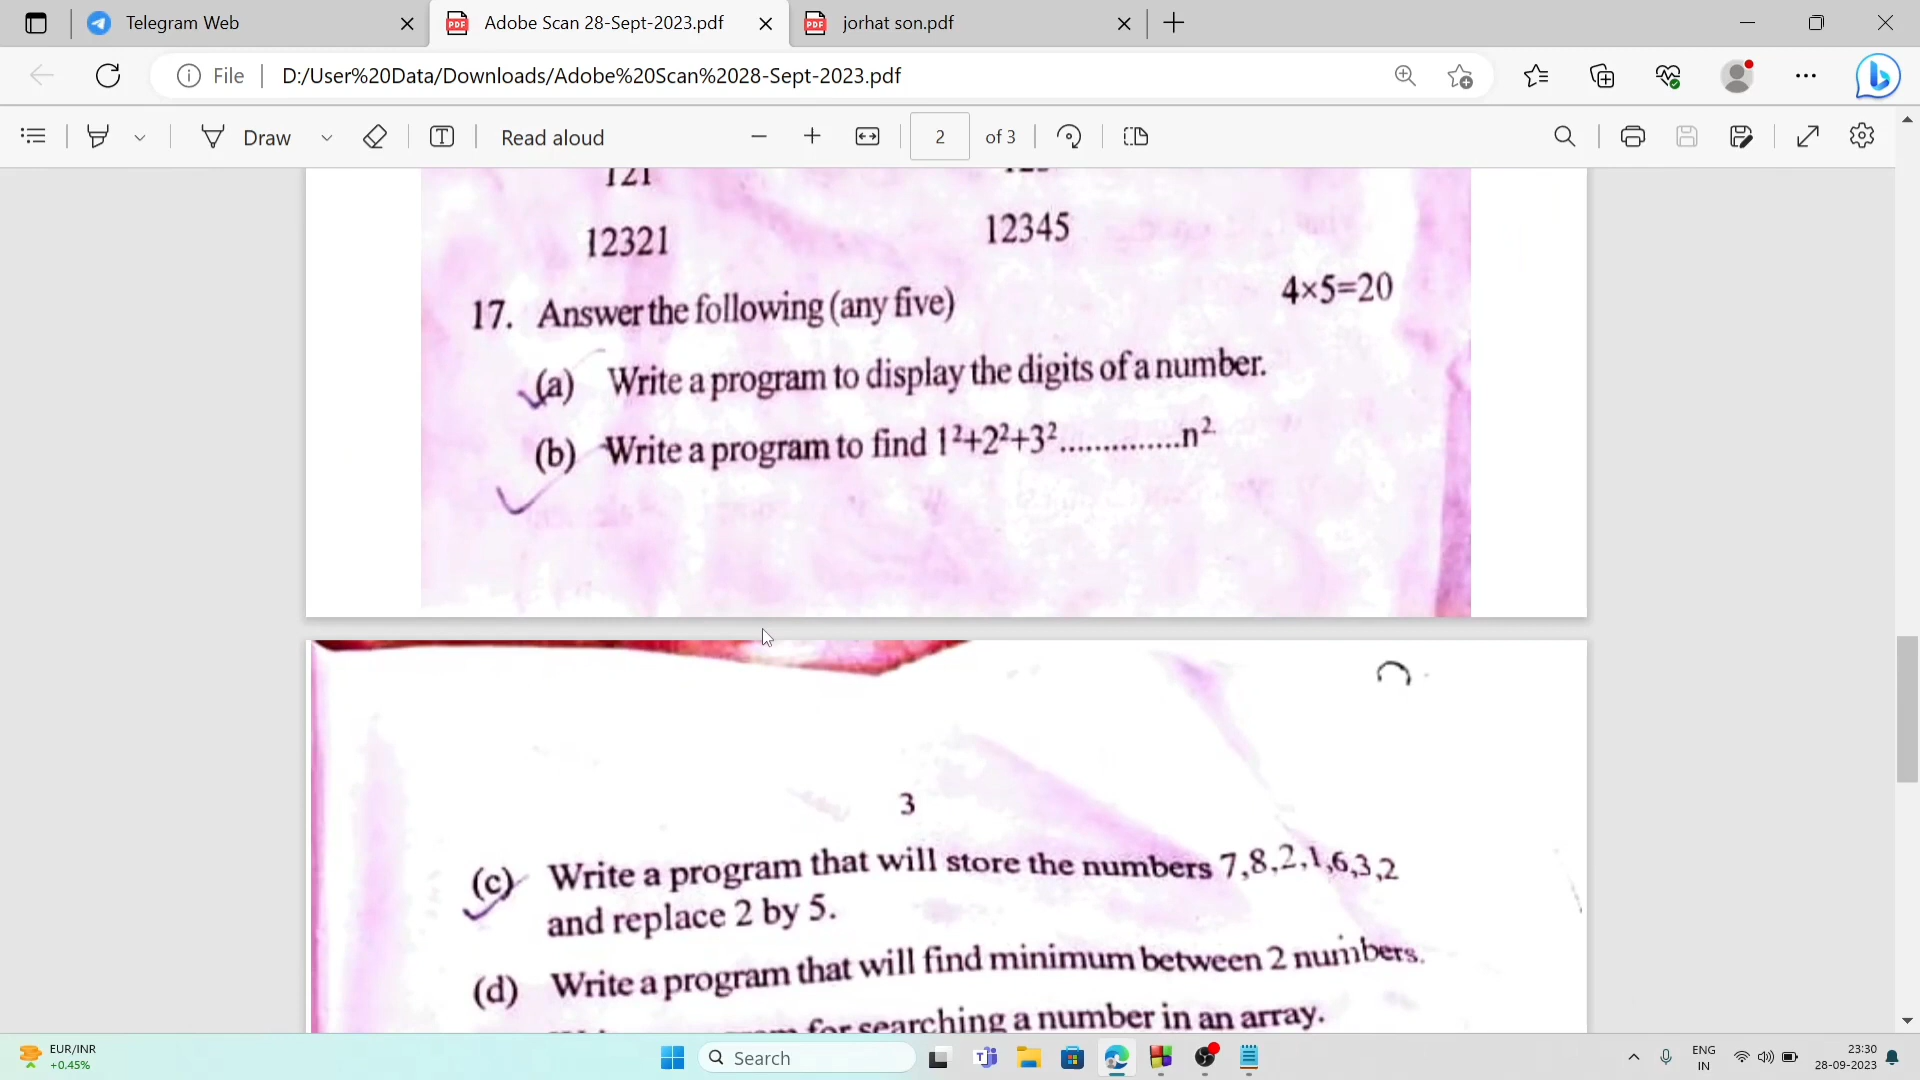 Telegram Web
Adobe Scan 28-Sept-2023.pdf
jorhat son.pdf
File
D:/User%20Data/Downloads/Adobe%20Scan%2028-Sept-2023.pdf
Draw
Read aloud
2
of 3
121
12321
12345
17. Answer the following (any five)
4×5=20
(a) Write a program to display the digits of a number.
(b) Write a program to find 1²+2²+3²..............n².
3
(c) Write a program that will store the numbers 7,8,2,1,6,3,2
and replace 2 by 5.
(d) Write a program that will find minimum between 2 numbers.
for searching a number in an array.
EUR/INR
+0.45%
Search
ENG
IN
23:30
28-09-2023